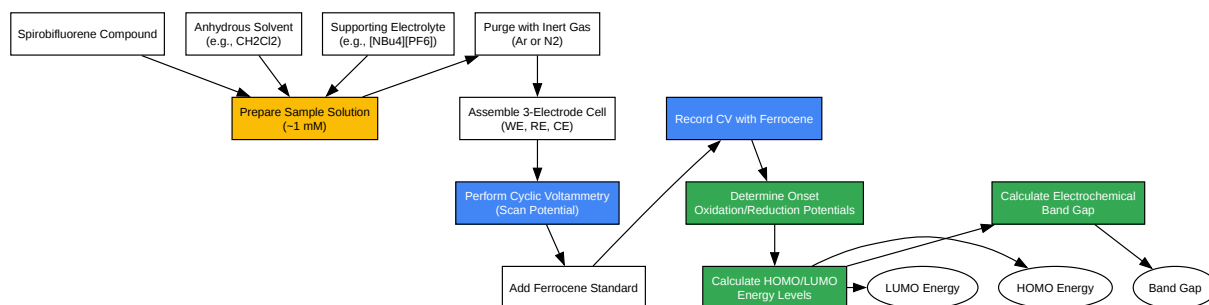 Spirobifluorene Compound
Anhydrous Solvent
(e.g., CH2Cl2)
Supporting Electrolyte
(e.g., [NBu4][PF6])
Purge with Inert Gas
(Ar or N2)
Prepare Sample Solution
(~1 mM)
Assemble 3-Electrode Cell
(WE, RE, CE)
Record CV with Ferrocene
Perform Cyclic Voltammetry
(Scan Potential)
Determine Onset
Oxidation/Reduction Potentials
Calculate Electrochemical
Band Gap
Add Ferrocene Standard
Calculate HOMO/LUMO
Energy Levels
LUMO Energy
HOMO Energy
Band Gap